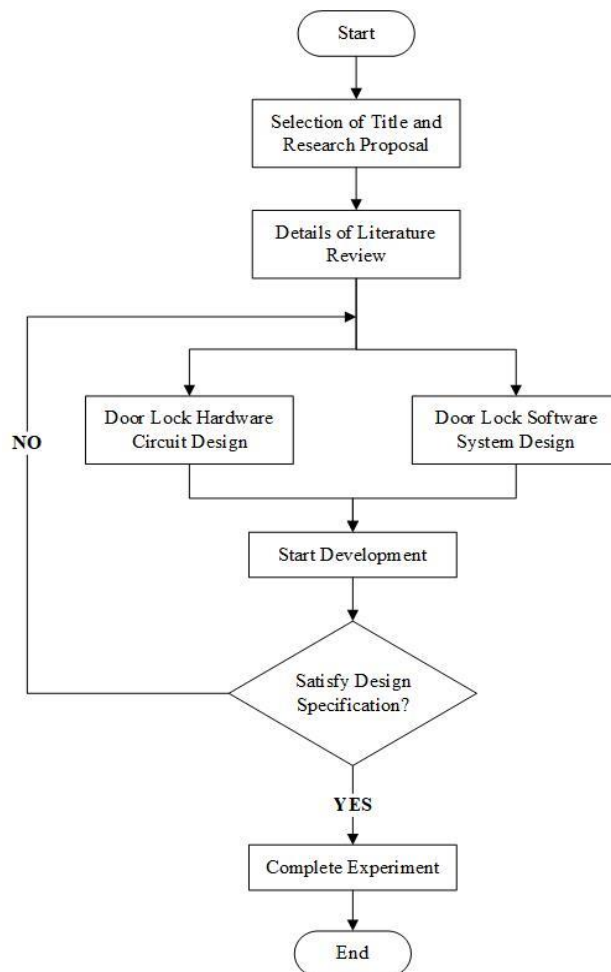 Start
Selection of Title and
Research Proposal
Details of Literature
Review
Door Lock Hardware
Circuit Design
Door Lock Software
System Design
NO
Start Development
Satisfy Design
Specification?
YES
Complete Experiment
End